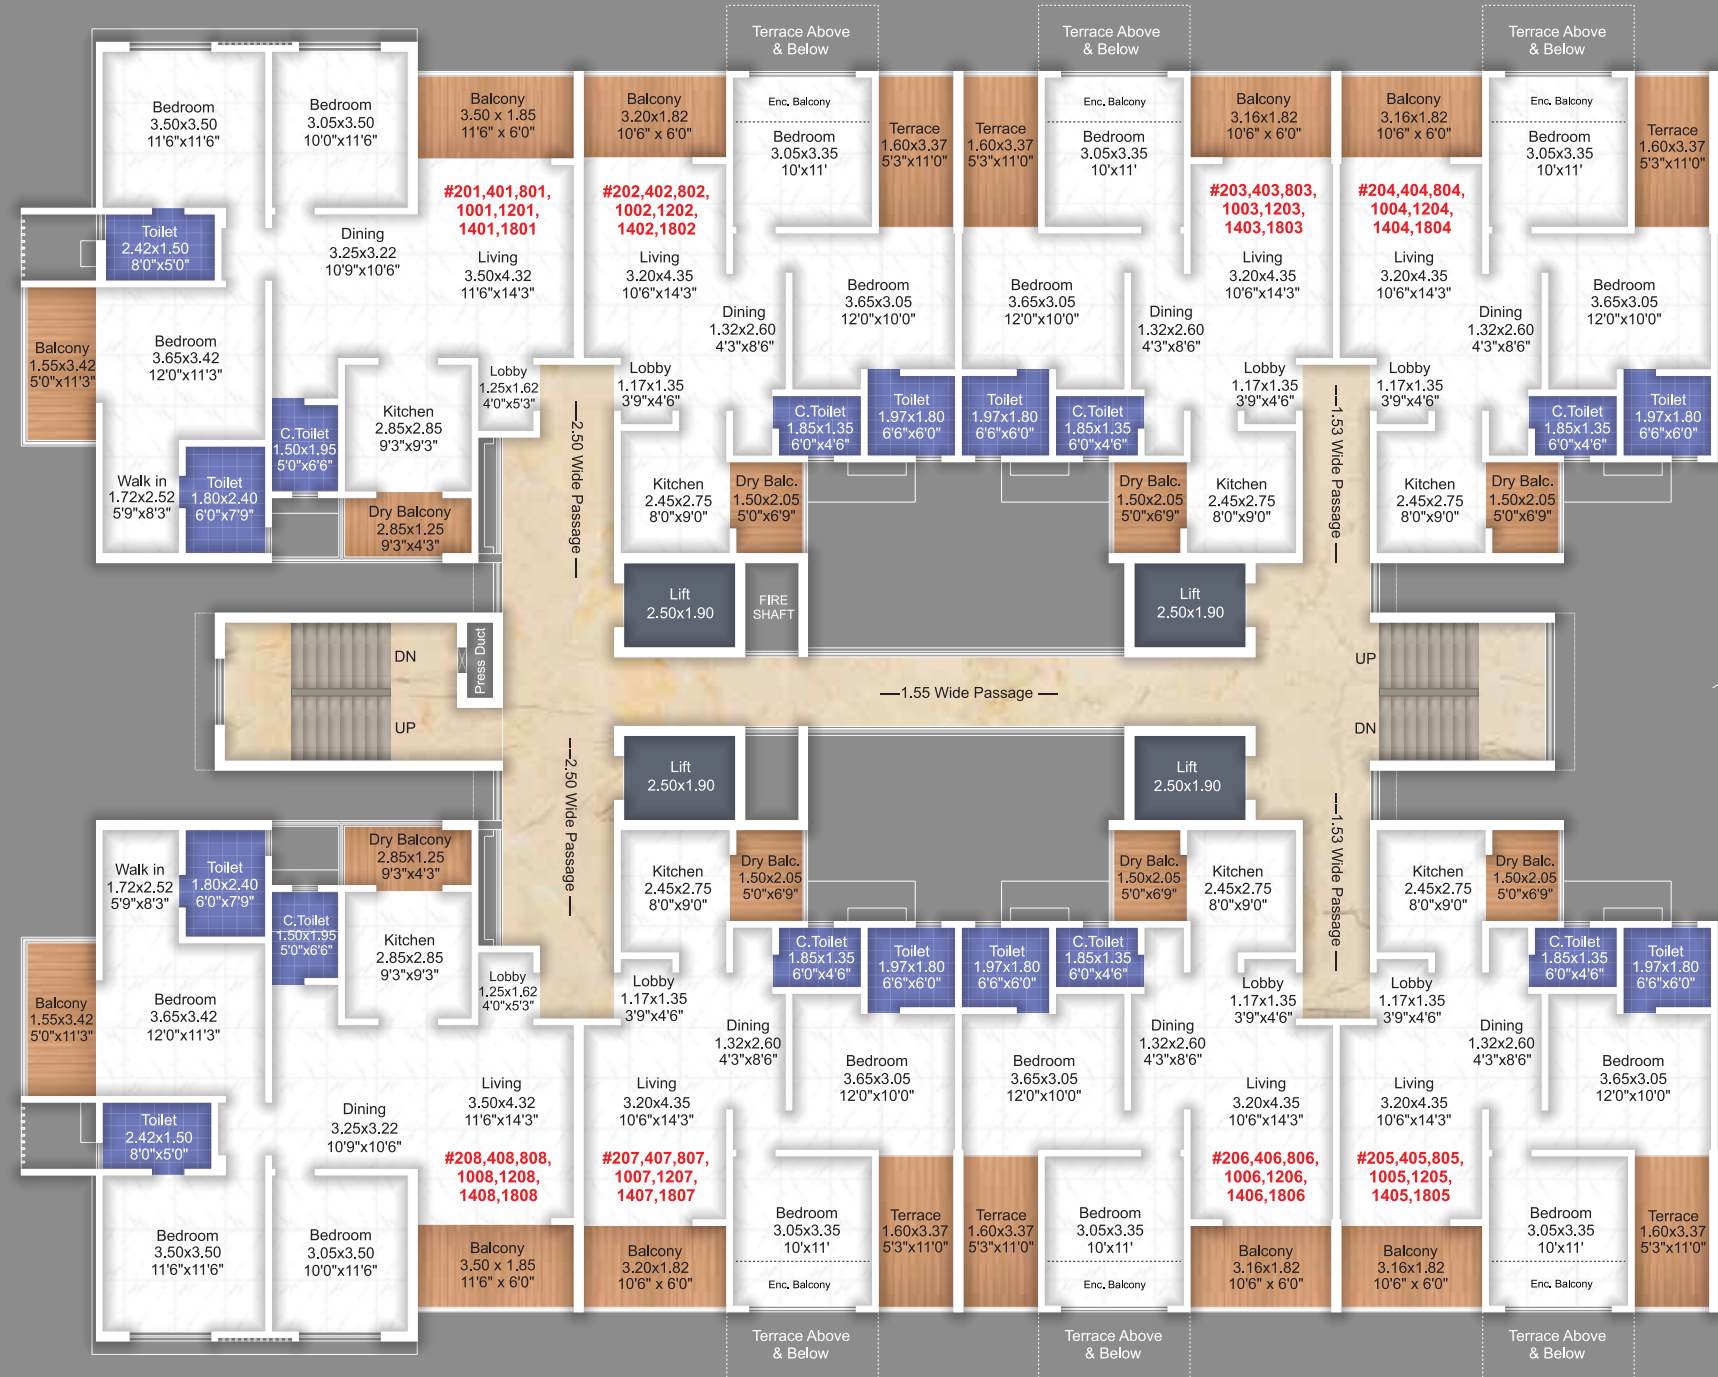 Terrace Above
& Below
Terrace Above
& Below
Terrace Above
& Below
Bedroom
3.50x3.50
11'6"x11'6"
Bedroom
3.05x3.50
10'0"x11'6"
Balcony
3.50 x 1.85
11'6" x 6'0"
Balcony
3.20x1.82
10'6" x 6'0"
Enc. Balcony
Bedroom
3.05x3.35
10'x11'
Terrace
1.60x3.37
5'3"x11'0"
Terrace
1.60x3.37
5'3"x11'0"
Enc. Balcony
Bedroom
3.05x3.35
10'x11'
Balcony
3.16x1.82
10'6" x 6'0"
Balcony
3.16x1.82
10'6" x 6'0"
Enc. Balcony
Bedroom
3.05x3.35
10'x11'
Terrace
1.60x3.37
5'3"x11'0"
#201,401,801,
1001,1201,
1401,1801
#202,402,802,
1002,1202,
1402,1802
#203,403,803,
1003,1203,
1403,1803
#204,404,804,
1004,1204,
1404,1804
Toilet
2.42x1.50
8'0"x5'0"
Dining
3.25x3.22
10'9"x10'6"
Living
3.50x4.32
11'6"x14'3"
Living
3.20x4.35
10'6"x14'3"
Bedroom
3.65x3.05
12'0"x10'0"
Bedroom
3.65x3.05
12'0"x10'0"
Living
3.20x4.35
10'6"x14'3"
Living
3.20x4.35
10'6"x14'3"
Bedroom
3.65x3.05
12'0"x10'0"
Dining
1.32x2.60
4'3"x8'6"
Dining
1.32x2.60
4'3"x8'6"
Dining
1.32x2.60
4'3"x8'6"
Balcony
1.55x3.42
5'0"x11'3"
Bedroom
3.65x3.42
12'0"x11'3"
Lobby
1.25x1.62
4'0"x5'3"
Lobby
1.17x1.35
3'9"x4'6"
Lobby
1.17x1.35
3'9"x4'6"
Lobby
1.17x1.35
3'9"x4'6"
Kitchen
2.85x2.85
9'3"x9'3"
C.Toilet
1.50x1.95
5'0"x6'6"
C.Toilet
1.85x1.35
6'0"x4'6"
Toilet
1.97x1.80
6'6"x6'0"
Toilet
1.97x1.80
6'6"x6'0"
C.Toilet
1.85x1.35
6'0"x4'6"
C.Toilet
1.85x1.35
6'0"x4'6"
Toilet
1.97x1.80
6'6"x6'0"
2.50 Wide Passage
1.53 Wide Passage
Walk in
1.72x2.52
5'9"x8'3"
Toilet
1.80x2.40
6'0"x7'9"
Dry Balcony
2.85x1.25
9'3"x4'3"
Kitchen
2.45x2.75
8'0"x9'0"
Dry Balc.
1.50x2.05
5'0"x6'9"
Dry Balc.
1.50x2.05
5'0"x6'9"
Kitchen
2.45x2.75
8'0"x9'0"
Kitchen
2.45x2.75
8'0"x9'0"
Dry Balc.
1.50x2.05
5'0"x6'9"
Lift
2.50x1.90
FIRE
SHAFT
Lift
2.50x1.90
DN
UP
Press Duct
1.55 Wide Passage
UP
DN
Lift
2.50x1.90
Lift
2.50x1.90
2.50 Wide Passage
1.53 Wide Passage
Walk in
1.72x2.52
5'9"x8'3"
Toilet
1.80x2.40
6'0"x7'9"
Dry Balcony
2.85x1.25
9'3"x4'3"
Kitchen
2.45x2.75
8'0"x9'0"
Dry Balc.
1.50x2.05
5'0"x6'9"
Dry Balc.
1.50x2.05
5'0"x6'9"
Kitchen
2.45x2.75
8'0"x9'0"
Kitchen
2.45x2.75
8'0"x9'0"
Dry Balc.
1.50x2.05
5'0"x6'9"
C.Toilet
1.50x1.95
5'0"x6'6"
Kitchen
2.85x2.85
9'3"x9'3"
C.Toilet
1.85x1.35
6'0"x4'6"
Toilet
1.97x1.80
6'6"x6'0"
Toilet
1.97x1.80
6'6"x6'0"
C.Toilet
1.85x1.35
6'0"x4'6"
C.Toilet
1.85x1.35
6'0"x4'6"
Toilet
1.97x1.80
6'6"x6'0"
Lobby
1.25x1.62
4'0"x5'3"
Lobby
1.17x1.35
3'9"x4'6"
Lobby
1.17x1.35
3'9"x4'6"
Lobby
1.17x1.35
3'9"x4'6"
Balcony
1.55x3.42
5'0"x11'3"
Bedroom
3.65x3.42
12'0"x11'3"
Dining
1.32x2.60
4'3"x8'6"
Dining
1.32x2.60
4'3"x8'6"
Dining
1.32x2.60
4'3"x8'6"
Living
3.50x4.32
11'6"x14'3"
Living
3.20x4.35
10'6"x14'3"
Bedroom
3.65x3.05
12'0"x10'0"
Bedroom
3.65x3.05
12'0"x10'0"
Living
3.20x4.35
10'6"x14'3"
Living
3.20x4.35
10'6"x14'3"
Bedroom
3.65x3.05
12'0"x10'0"
Toilet
2.42x1.50
8'0"x5'0"
Dining
3.25x3.22
10'9"x10'6"
#208,408,808,
1008,1208,
1408,1808
#207,407,807,
1007,1207,
1407,1807
#206,406,806,
1006,1206,
1406,1806
#205,405,805,
1005,1205,
1405,1805
Bedroom
3.50x3.50
11'6"x11'6"
Bedroom
3.05x3.50
10'0"x11'6"
Balcony
3.50 x 1.85
11'6" x 6'0"
Balcony
3.20x1.82
10'6" x 6'0"
Bedroom
3.05x3.35
10'x11'
Enc. Balcony
Terrace
1.60x3.37
5'3"x11'0"
Terrace
1.60x3.37
5'3"x11'0"
Bedroom
3.05x3.35
10'x11'
Enc. Balcony
Balcony
3.16x1.82
10'6" x 6'0"
Balcony
3.16x1.82
10'6" x 6'0"
Bedroom
3.05x3.35
10'x11'
Enc. Balcony
Terrace
1.60x3.37
5'3"x11'0"
Terrace Above
& Below
Terrace Above
& Below
Terrace Above
& Below